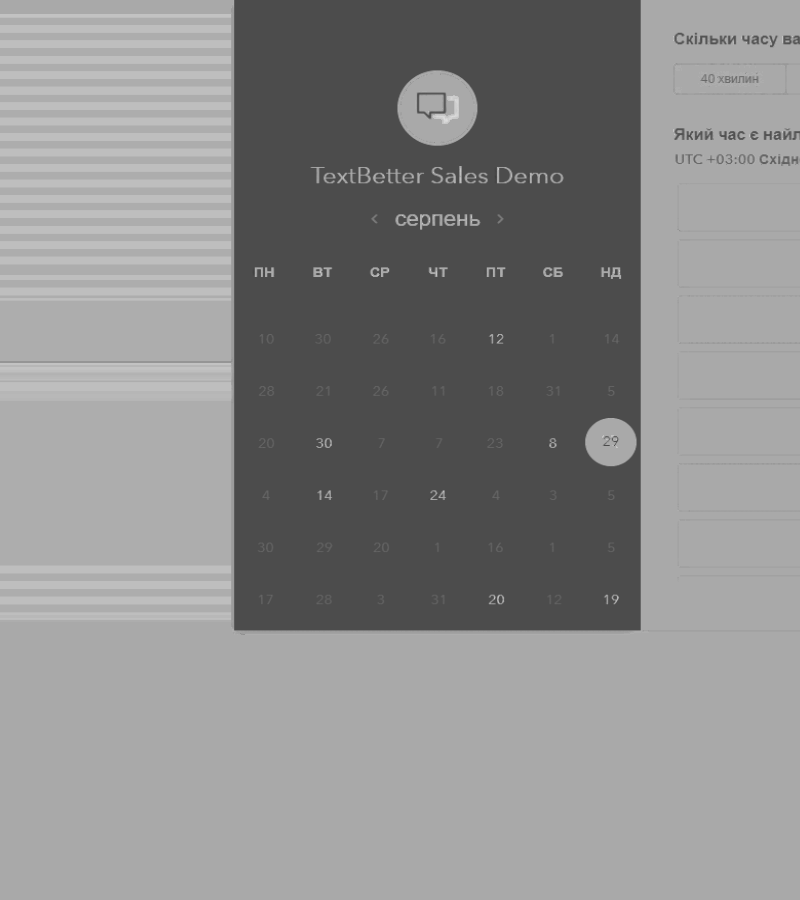 TextBetter Sales Demo
серпень
ПН ВТ СР ЧТ ПТ СБ НД
10 30 26 16 12 1 14
28 21 26 11 18 31 5
20 30 7 7 23 8 29
4 14 17 24 4 3 5
30 29 20 1 16 1 5
17 28 3 31 20 12 19
Скільки часу ва
40 хвилин
Який час є найл
UTC +03:00 Східн